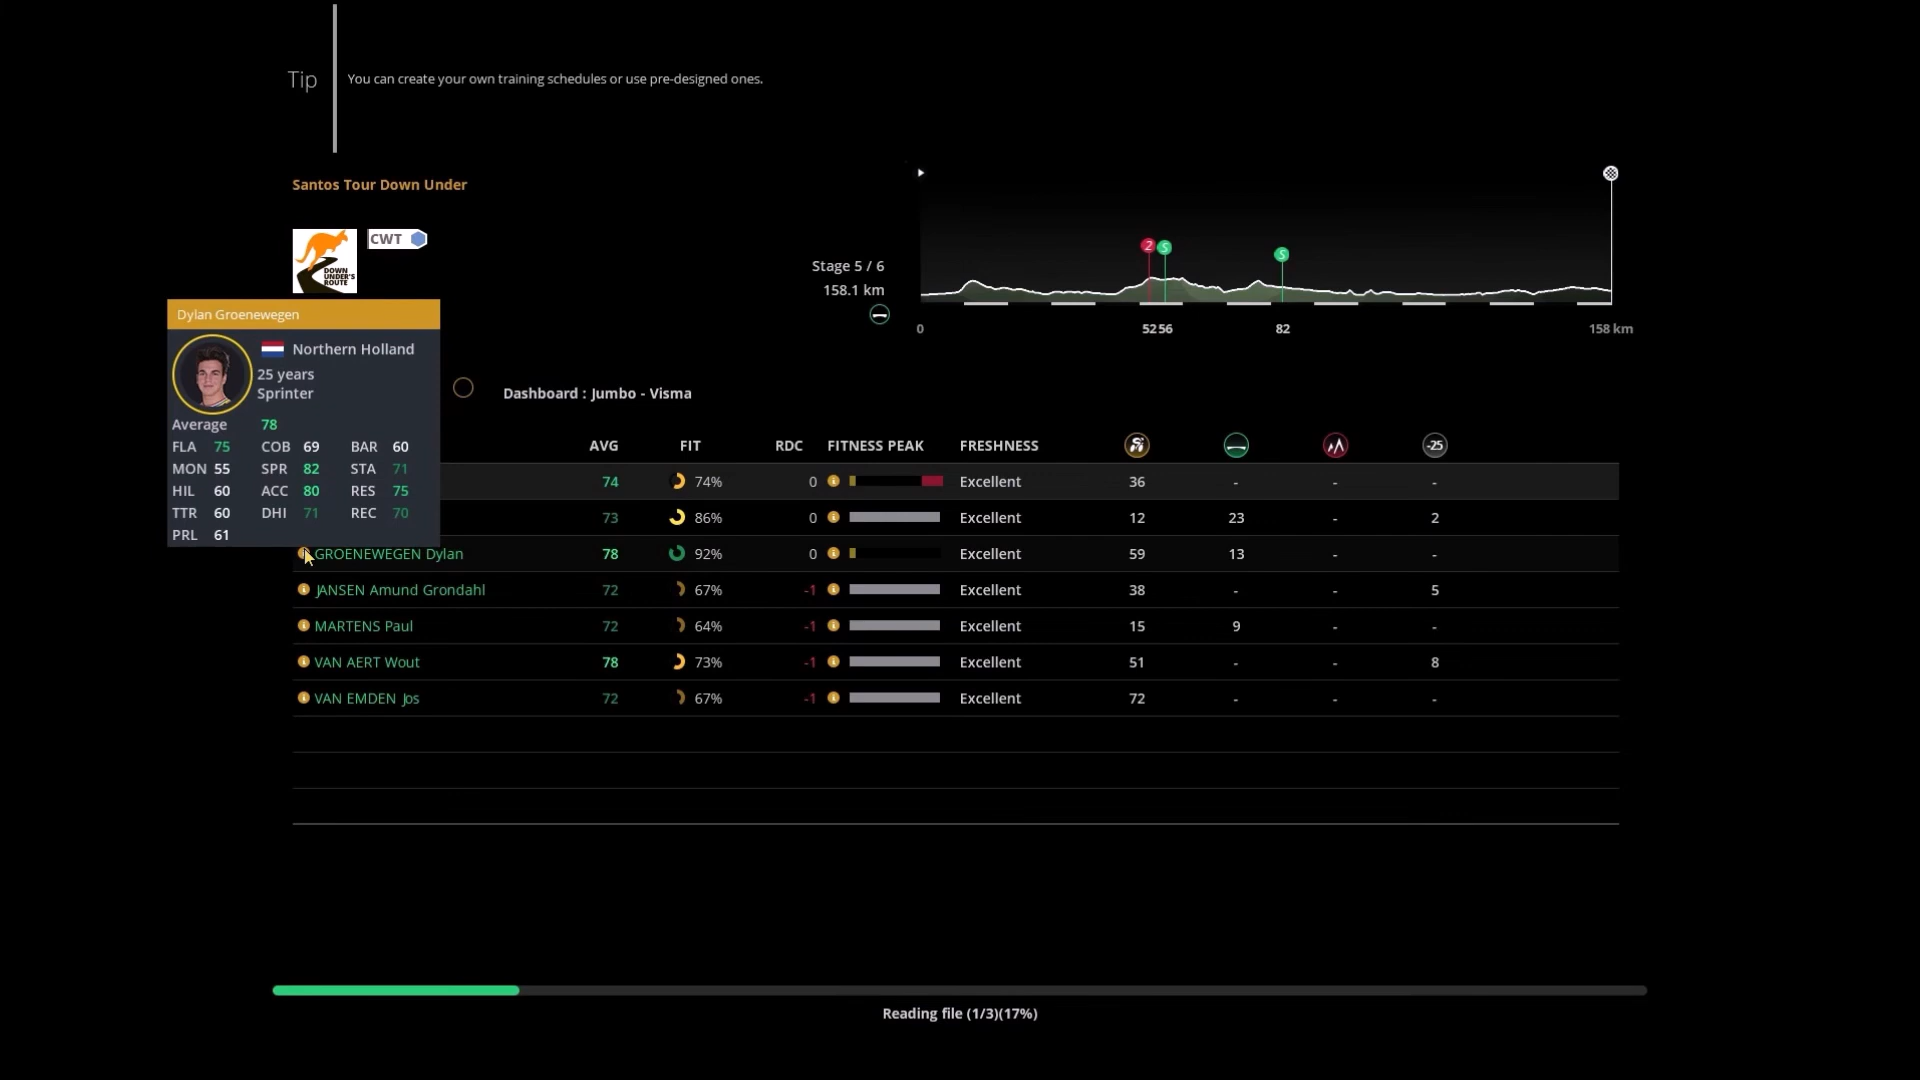 Tip
You can create your own training schedules or use pre-designed ones.
Santos Tour Down Under
DOWN
UNDER'S
ROUTE
CWT
Stage 5 / 6
158.1 km
2 S S
0 5256 82 158 km
Dylan Groenewegen
Northern Holland
25 years
Sprinter
Average 78
FLA 75 COB 69 BAR 60
MON 55 SPR 82 STA 71
HIL 60 ACC 80 RES 75
TTR 60 DHI 71 REC 70
PRL 61
Dashboard : Jumbo - Visma
AVG FIT RDC FITNESS PEAK FRESHNESS -25
74 74% 0 Excellent 36 - - -
73 86% 0 Excellent 12 23 - 2
GROENEWEGEN Dylan 78 92% 0 Excellent 59 13 - -
JANSEN Amund Grondahl 72 67% -1 Excellent 38 - - 5
MARTENS Paul 72 64% -1 Excellent 15 9 - -
VAN AERT Wout 78 73% -1 Excellent 51 - - 8
VAN EMDEN Jos 72 67% -1 Excellent 72 - - -
Reading file (1/3)(17%)